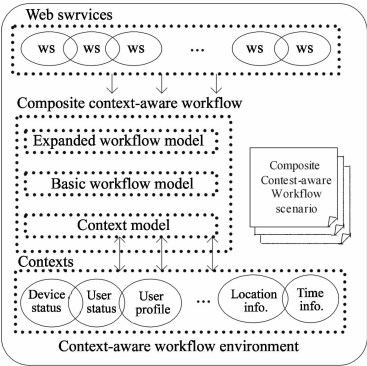 Web swrvices
ws ws ws ... ws ws
Composite context-aware workflow
Expanded workflow model
Basic workflow model
Context model
Composite
Contest-aware
Workflow
scenario
Contexts
Device status
User status
User profile
...
Location info.
Time info.
Context-aware workflow environment